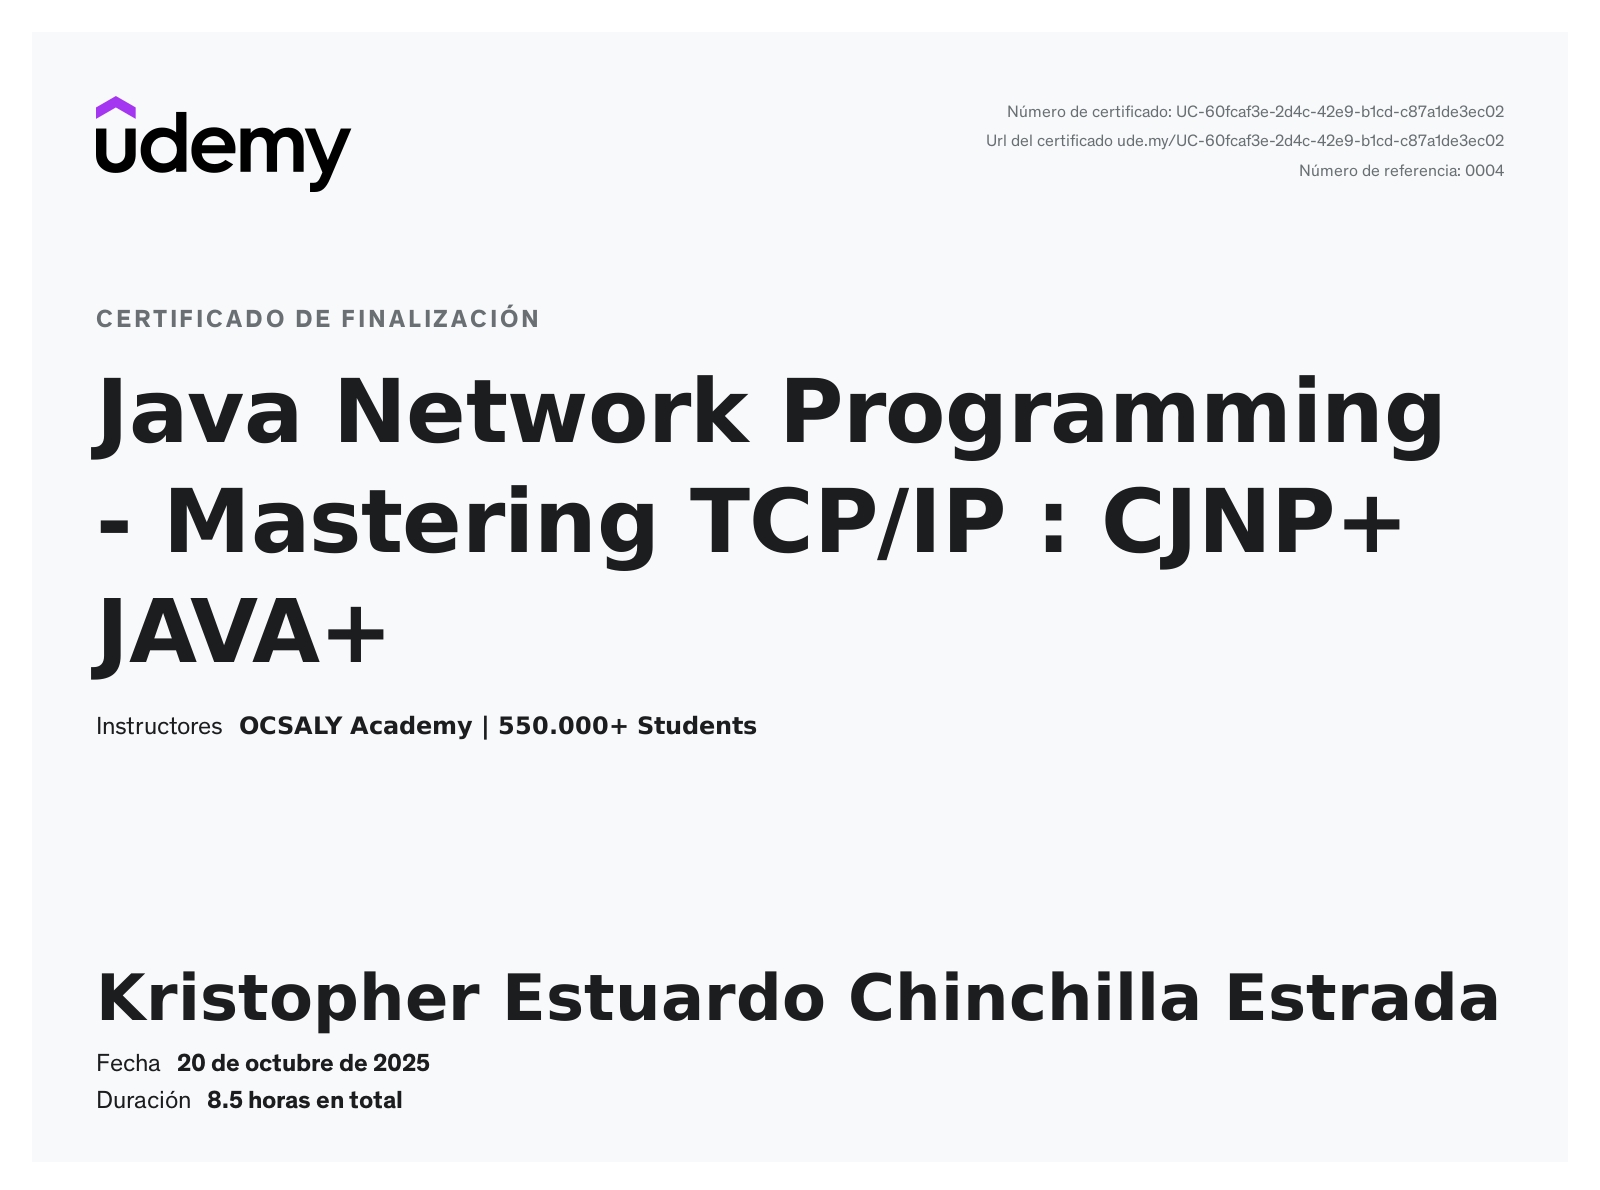 udemy
Número de certificado: UC-60fcaf3e-2d4c-42e9-b1cd-c87a1de3ec02
Url del certificado ude.my/UC-60fcaf3e-2d4c-42e9-b1cd-c87a1de3ec02
Número de referencia: 0004
CERTIFICADO DE FINALIZACIÓN
Java Network Programming
- Mastering TCP/IP : CJNP+
JAVA+
Instructores OCSALY Academy | 550.000+ Students
Kristopher Estuardo Chinchilla Estrada
Fecha 20 de octubre de 2025
Duración 8.5 horas en total